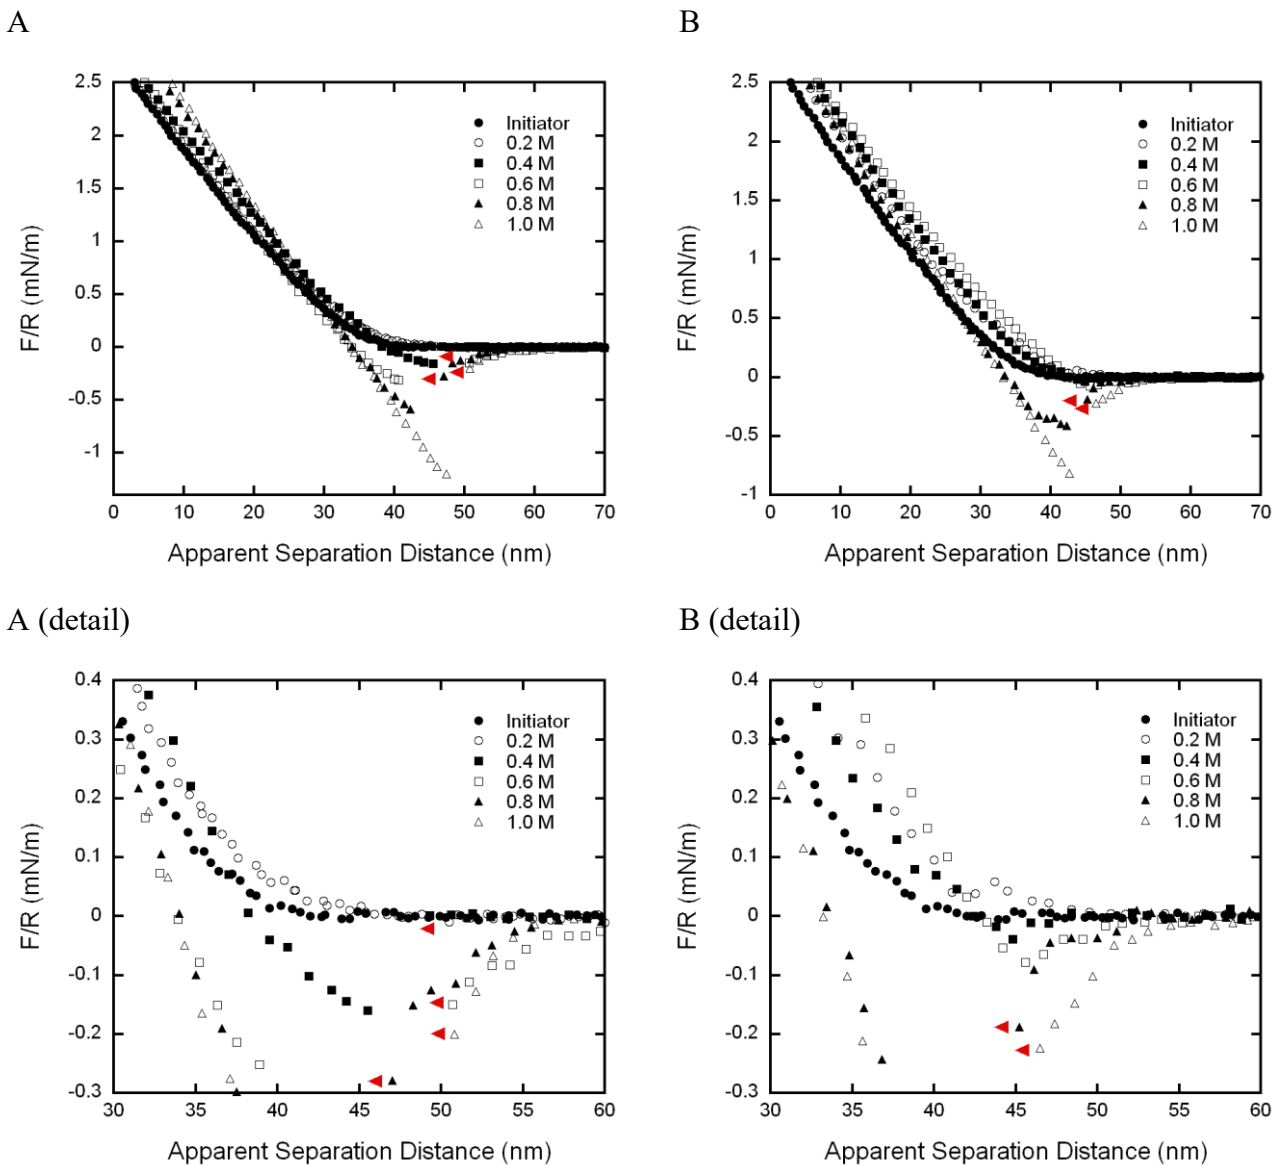 A
B
2.5
2
1.5
1
0.5
0
-0.5
-1
0
10
20
30
40
50
60
70
F/R (mN/m)
Apparent Separation Distance (nm)
Initiator
0.2 M
0.4 M
0.6 M
0.8 M
1.0 M
2.5
2
1.5
1
0.5
0
-0.5
-1
0
10
20
30
40
50
60
70
F/R (mN/m)
Apparent Separation Distance (nm)
Initiator
0.2 M
0.4 M
0.6 M
0.8 M
1.0 M
A (detail)
B (detail)
0.4
0.3
0.2
0.1
0
-0.1
-0.2
-0.3
30
35
40
45
50
55
60
F/R (mN/m)
Apparent Separation Distance (nm)
Initiator
0.2 M
0.4 M
0.6 M
0.8 M
1.0 M
0.4
0.3
0.2
0.1
0
-0.1
-0.2
-0.3
30
35
40
45
50
55
60
F/R (mN/m)
Apparent Separation Distance (nm)
Initiator
0.2 M
0.4 M
0.6 M
0.8 M
1.0 M